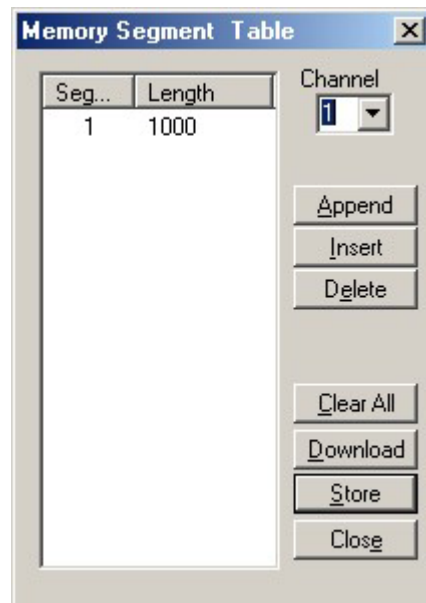 Memory Segment Table
Channel
1
Seg... Length
1 1000
Append
Insert
Delete
Clear All
Download
Store
Close